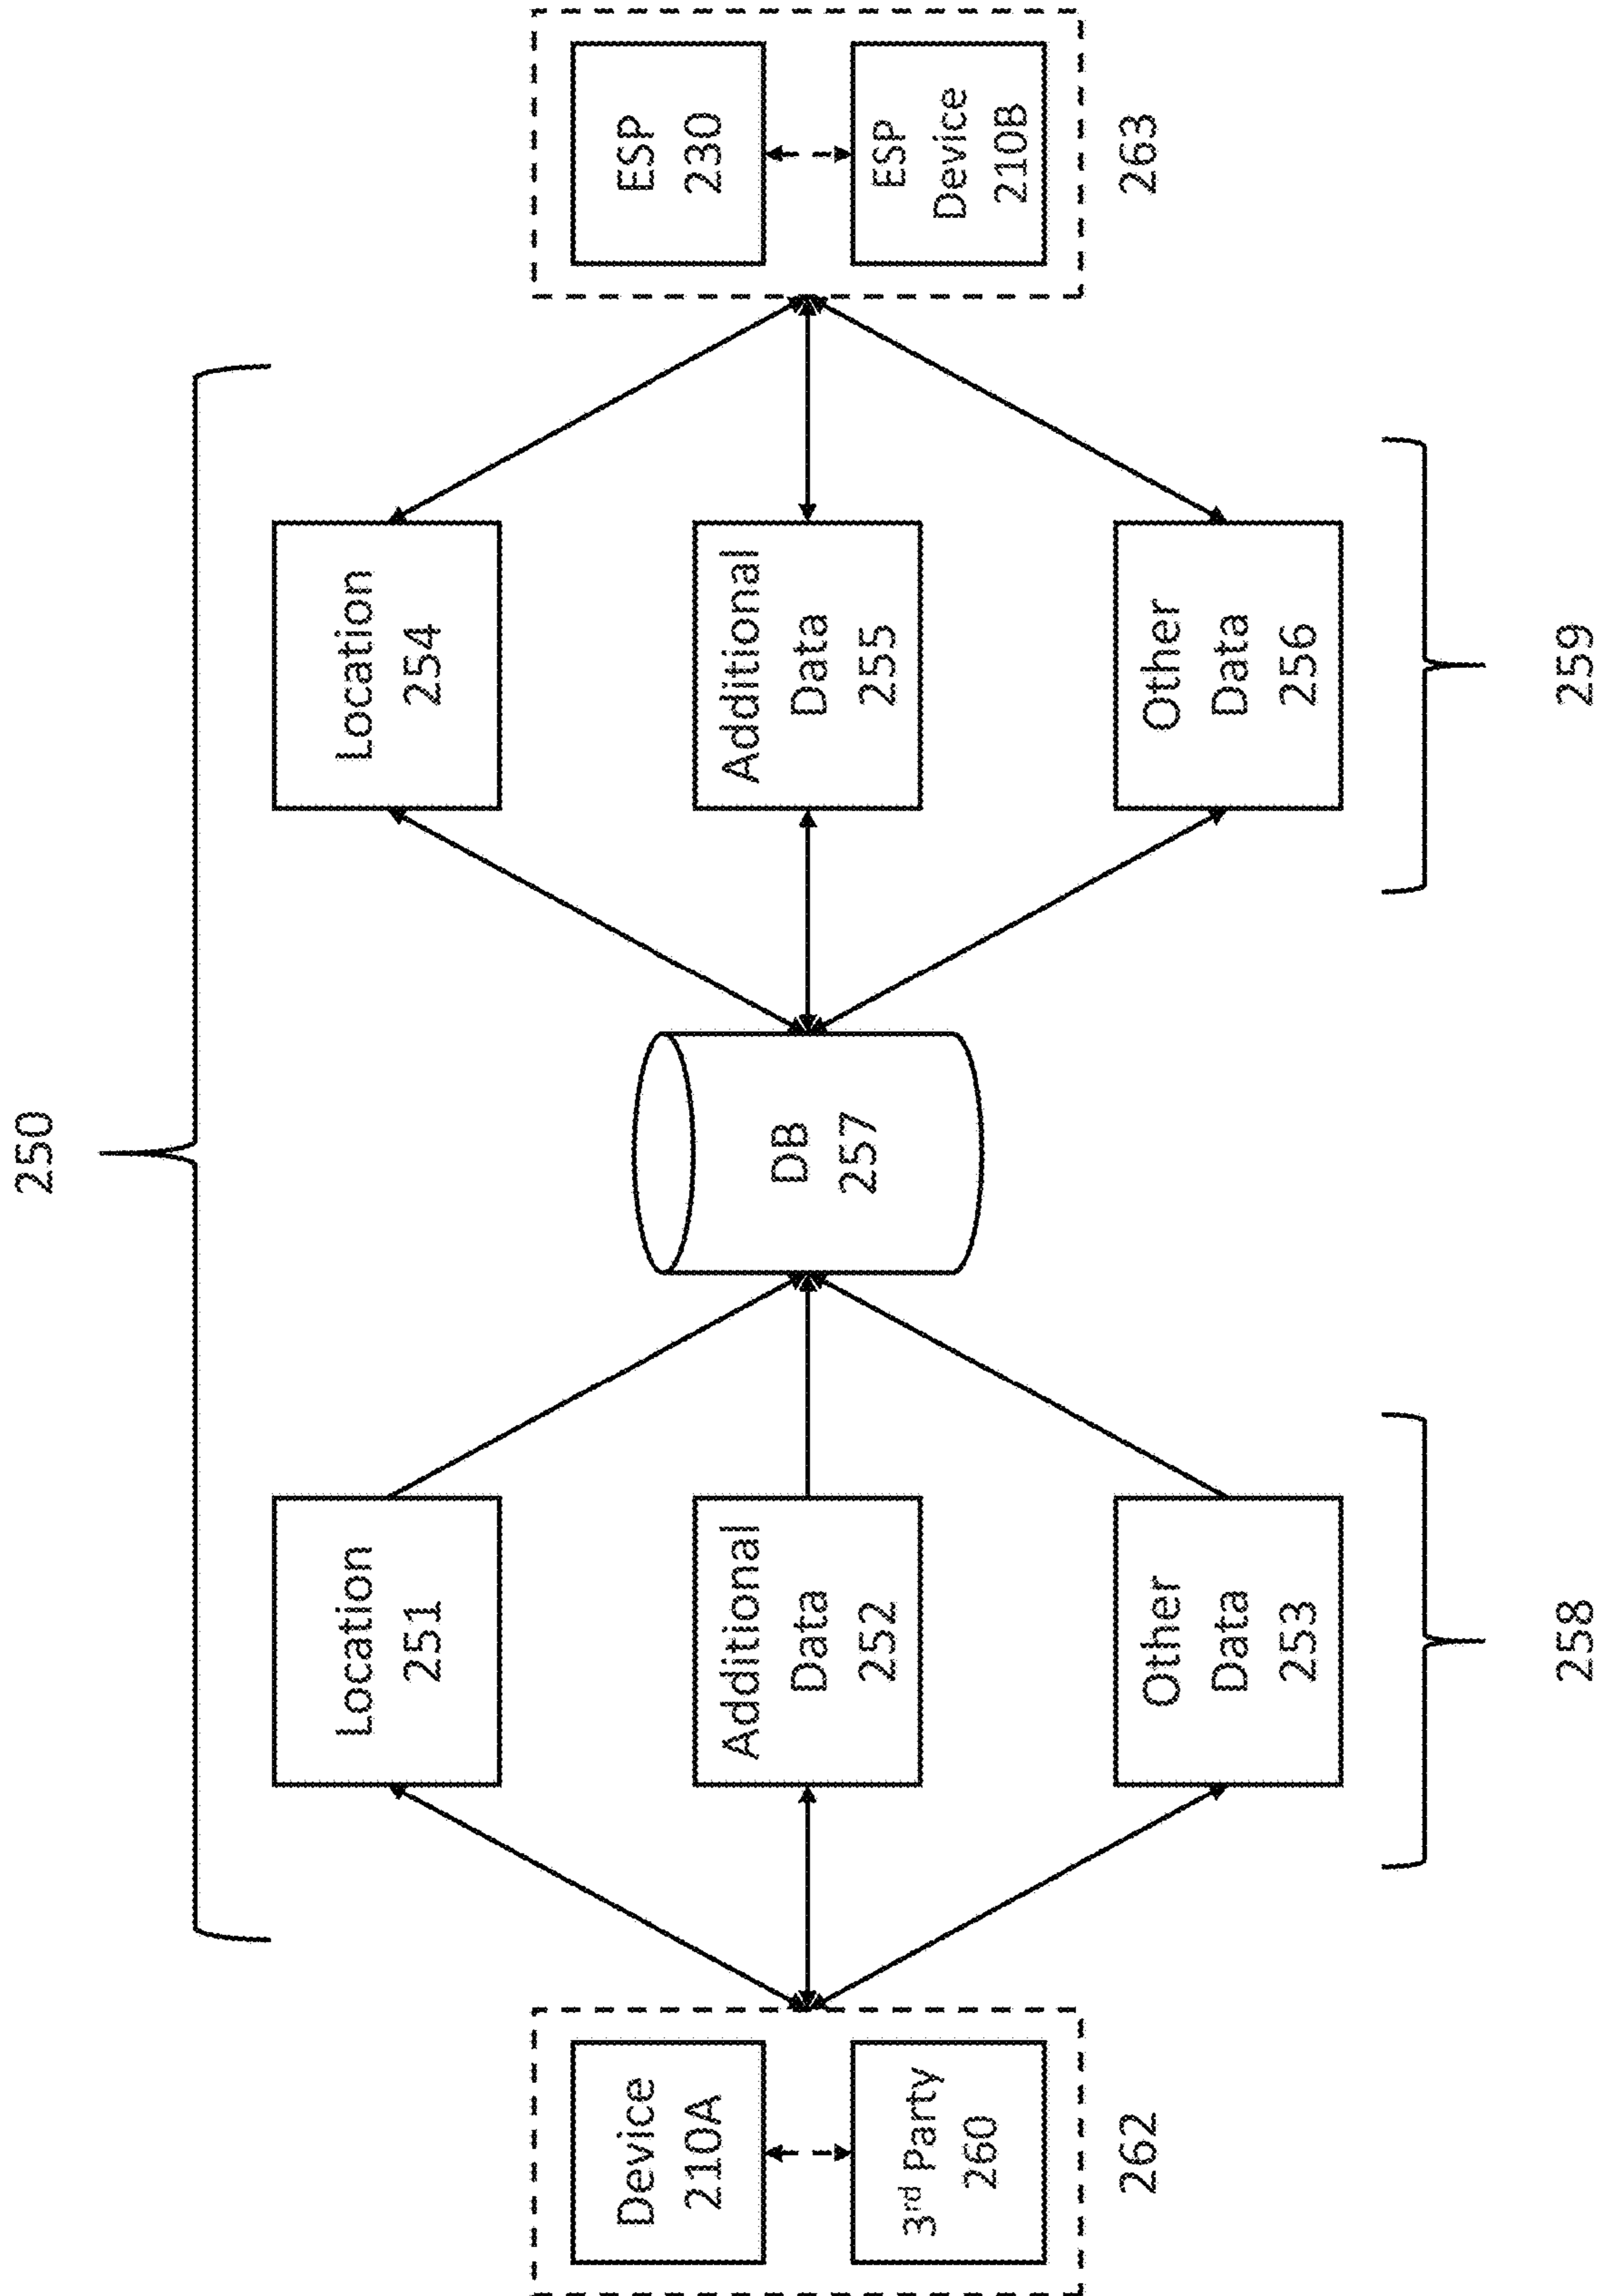 250
Location
251
Location
254
Device
210A
3rd Party
260
262
Additional
Data
252
DB
257
Additional
Data
255
ESP
230
ESP
Device
210B
263
Other
Data
253
Other
Data
256
258
259